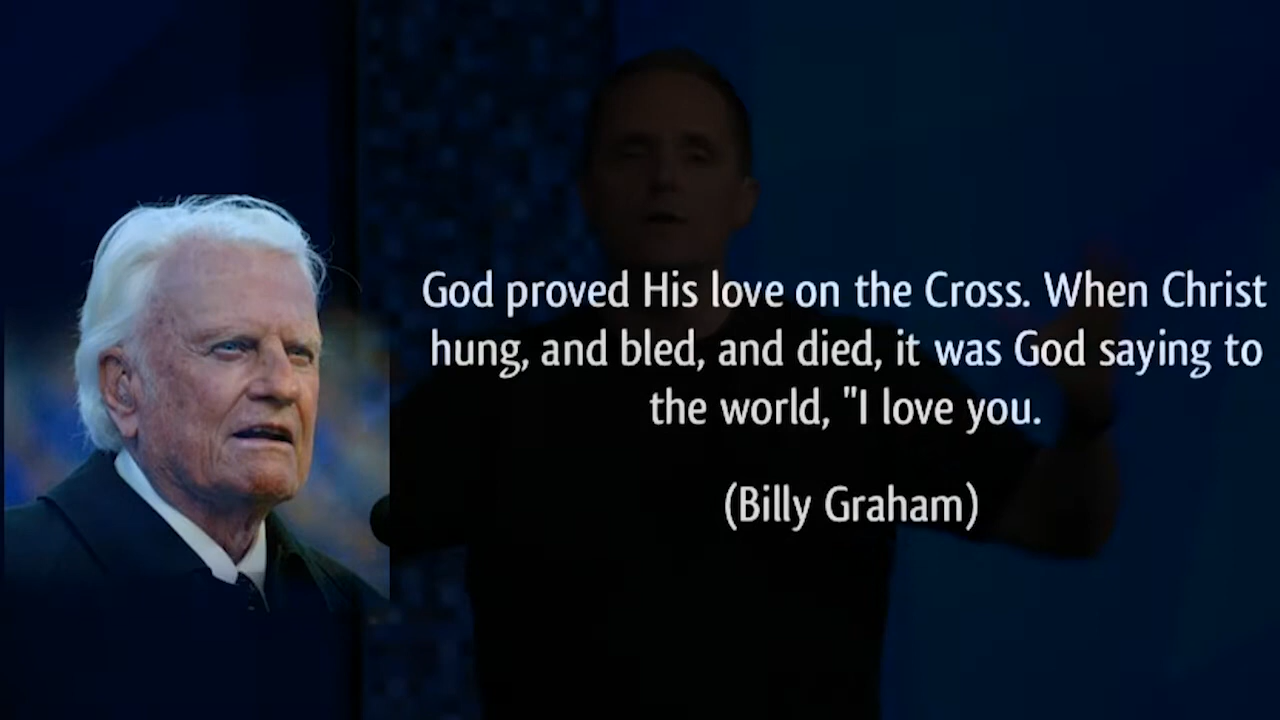 God proved His love on the Cross. When Christ
hung, and bled, and died, it was God saying to
the world, "I love you.
(Billy Graham)